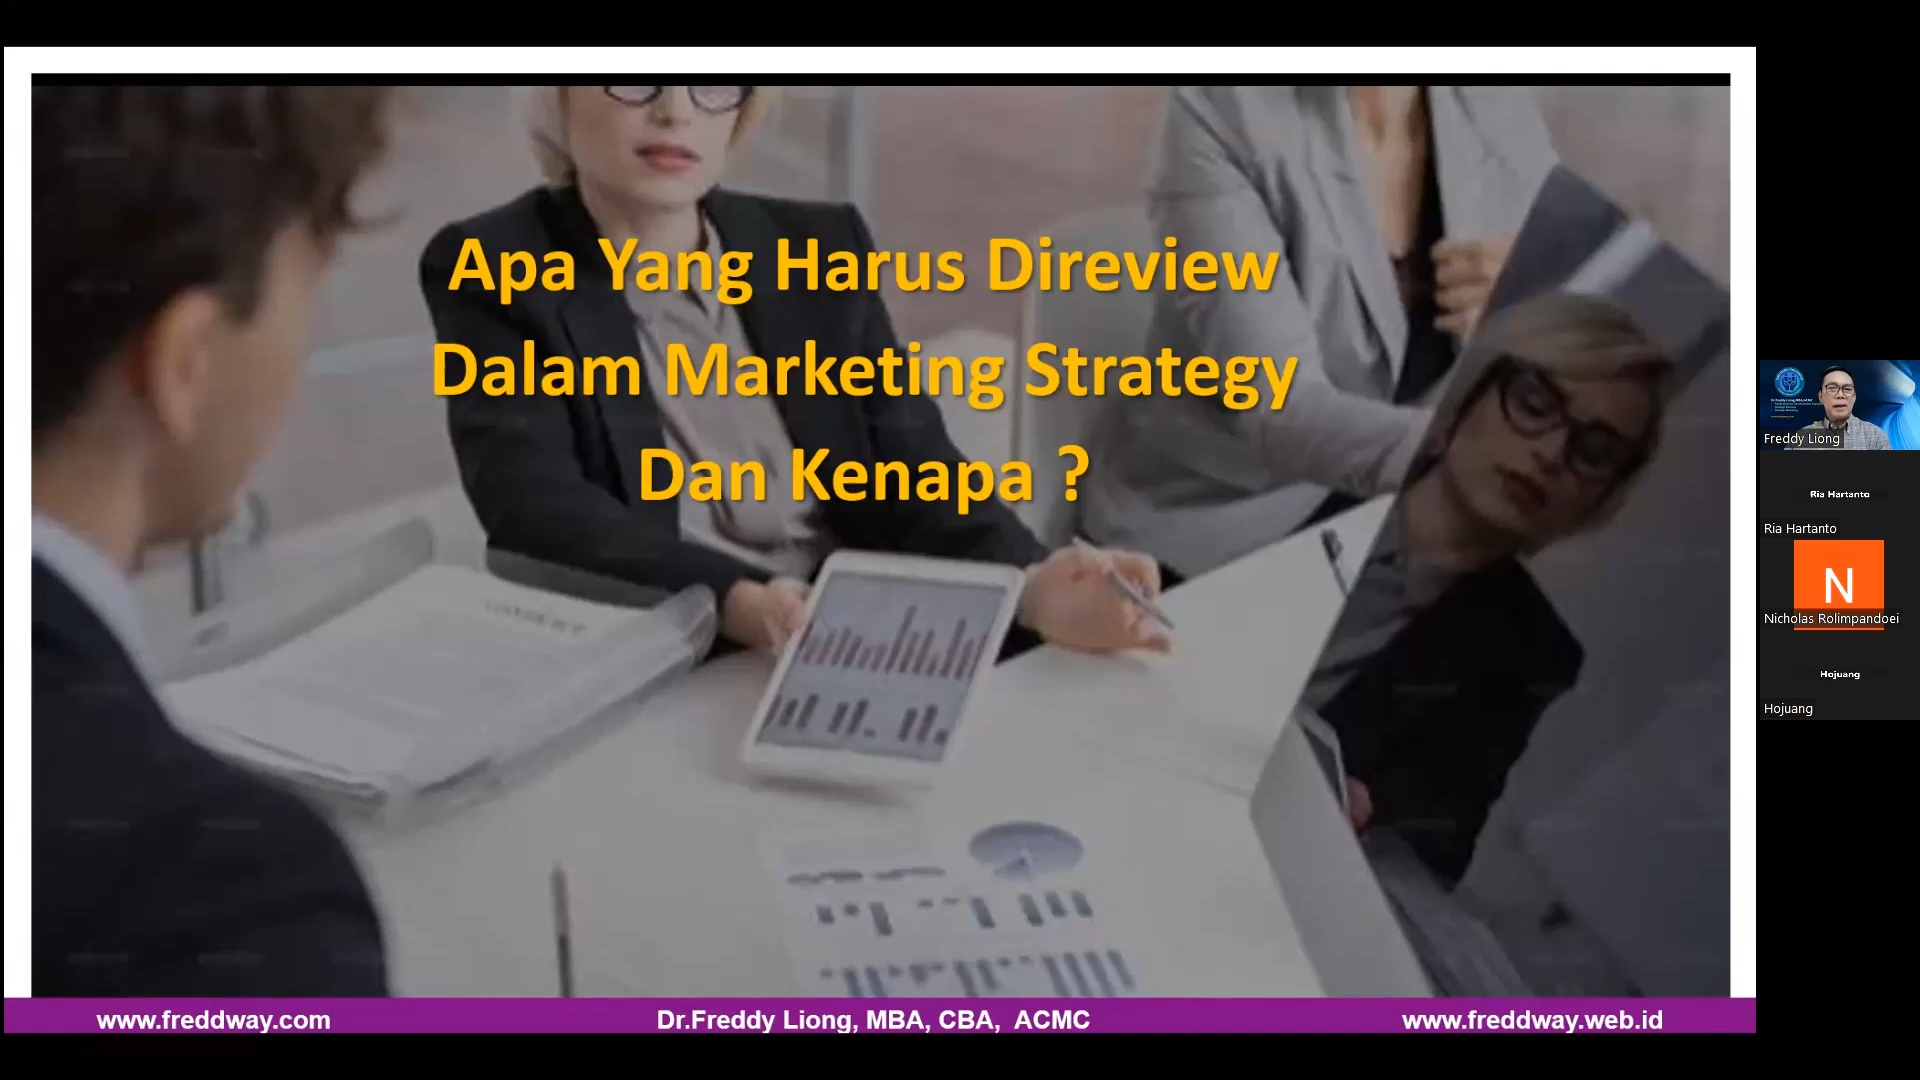 Apa Yang Harus Direview
Dalam Marketing Strategy
Dan Kenapa ?
www.freddway.com
Dr.Freddy Liong, MBA, CBA, ACMC
www.freddway.web.id
Freddy Liong
Ria Hartanto
Ria Hartanto
N
Nicholas Rolimpandoei
Hojuang
Hojuang